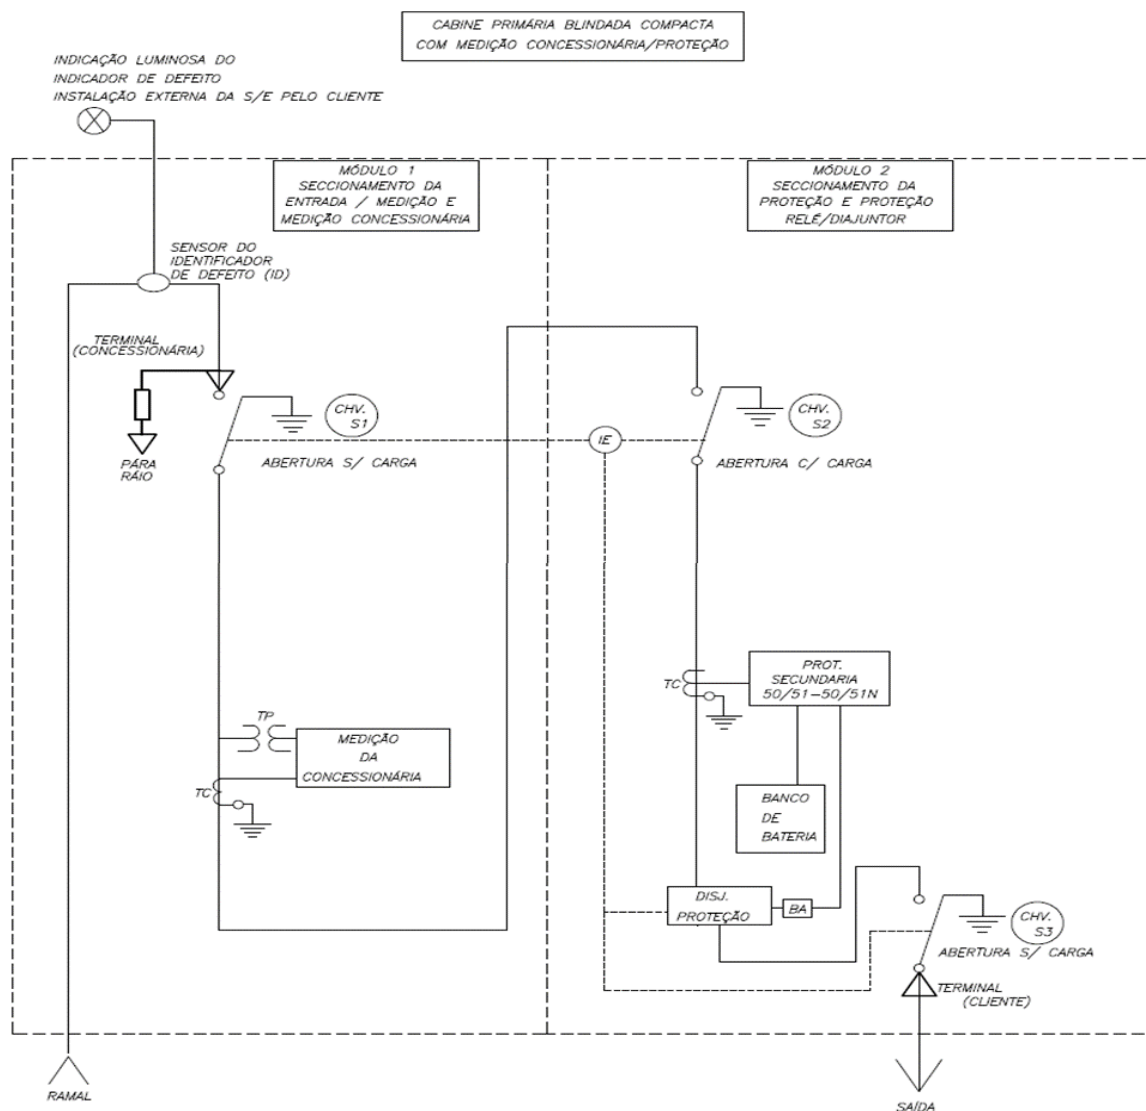 CABINE PRIMÁRIA BLINDADA COMPACTA
COM MEDIÇÃO CONCESSIONÁRIA/PROTEÇÃO
INDICAÇÃO LUMINOSA DO
INDICADOR DE DEFEITO
INSTALAÇÃO EXTERNA DA S/E PELO CLIENTE
MÓDULO 1
SECCIONAMENTO DA
ENTRADA / MEDIÇÃO E
MEDIÇÃO CONCESSIONÁRIA
MÓDULO 2
SECCIONAMENTO DA
PROTEÇÃO E PROTEÇÃO
RELÉ/DIAJUNTOR
SENSOR DO
IDENTIFICADOR
DE DEFEITO (ID)
TERMINAL
(CONCESSIONÁRIA)
CHV.
S1
PÁRA
RÁIO
ABERTURA S/ CARGA
IE
CHV.
S2
ABERTURA C/ CARGA
TC
PROT.
SECUNDARIA
50/51-50/51N
TP
MEDIÇÃO
DA
CONCESSIONÁRIA
TC
BANCO
DE
BATERIA
DISJ.
PROTEÇÃO
BA
CHV.
S3
ABERTURA S/ CARGA
TERMINAL
(CLIENTE)
RAMAL
SAÍDA